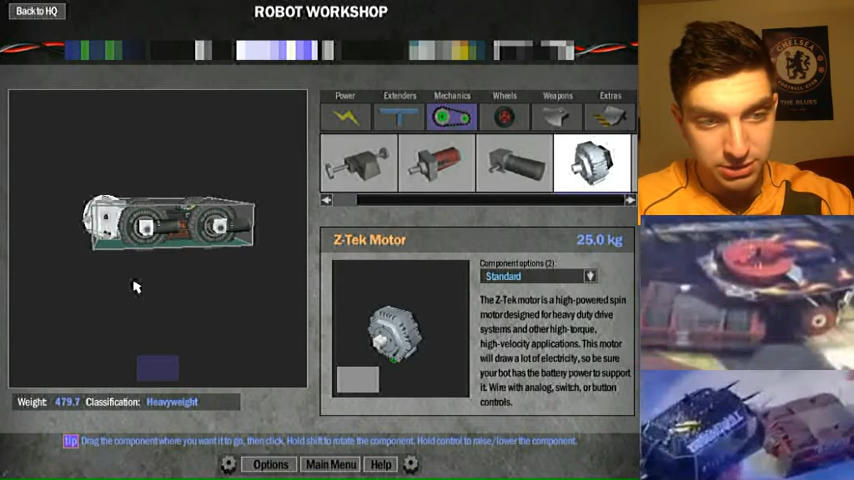 Back to HQ
ROBOT WORKSHOP
Power Extenders Mechanics Wheels Weapons Extras
CHELSEA
FOOTBALL CLUB
THE BLUES
Z-Tek Motor 25.0 kg
Component options (2):
Standard
The Z-Tek motor is a high-powered spin
motor designed for heavy duty drive
systems and other high-torque,
high-velocity applications. This motor
will draw a lot of electricity, so be sure
your bot has the battery power to support
it. Wire with analog, switch, or button
controls.
Weight: 479.7 Classification: Heavyweight
tip Drag the component where you want it to go, then click. Hold shift to rotate the component. Hold control to raise/lower the component.
Options Main Menu Help